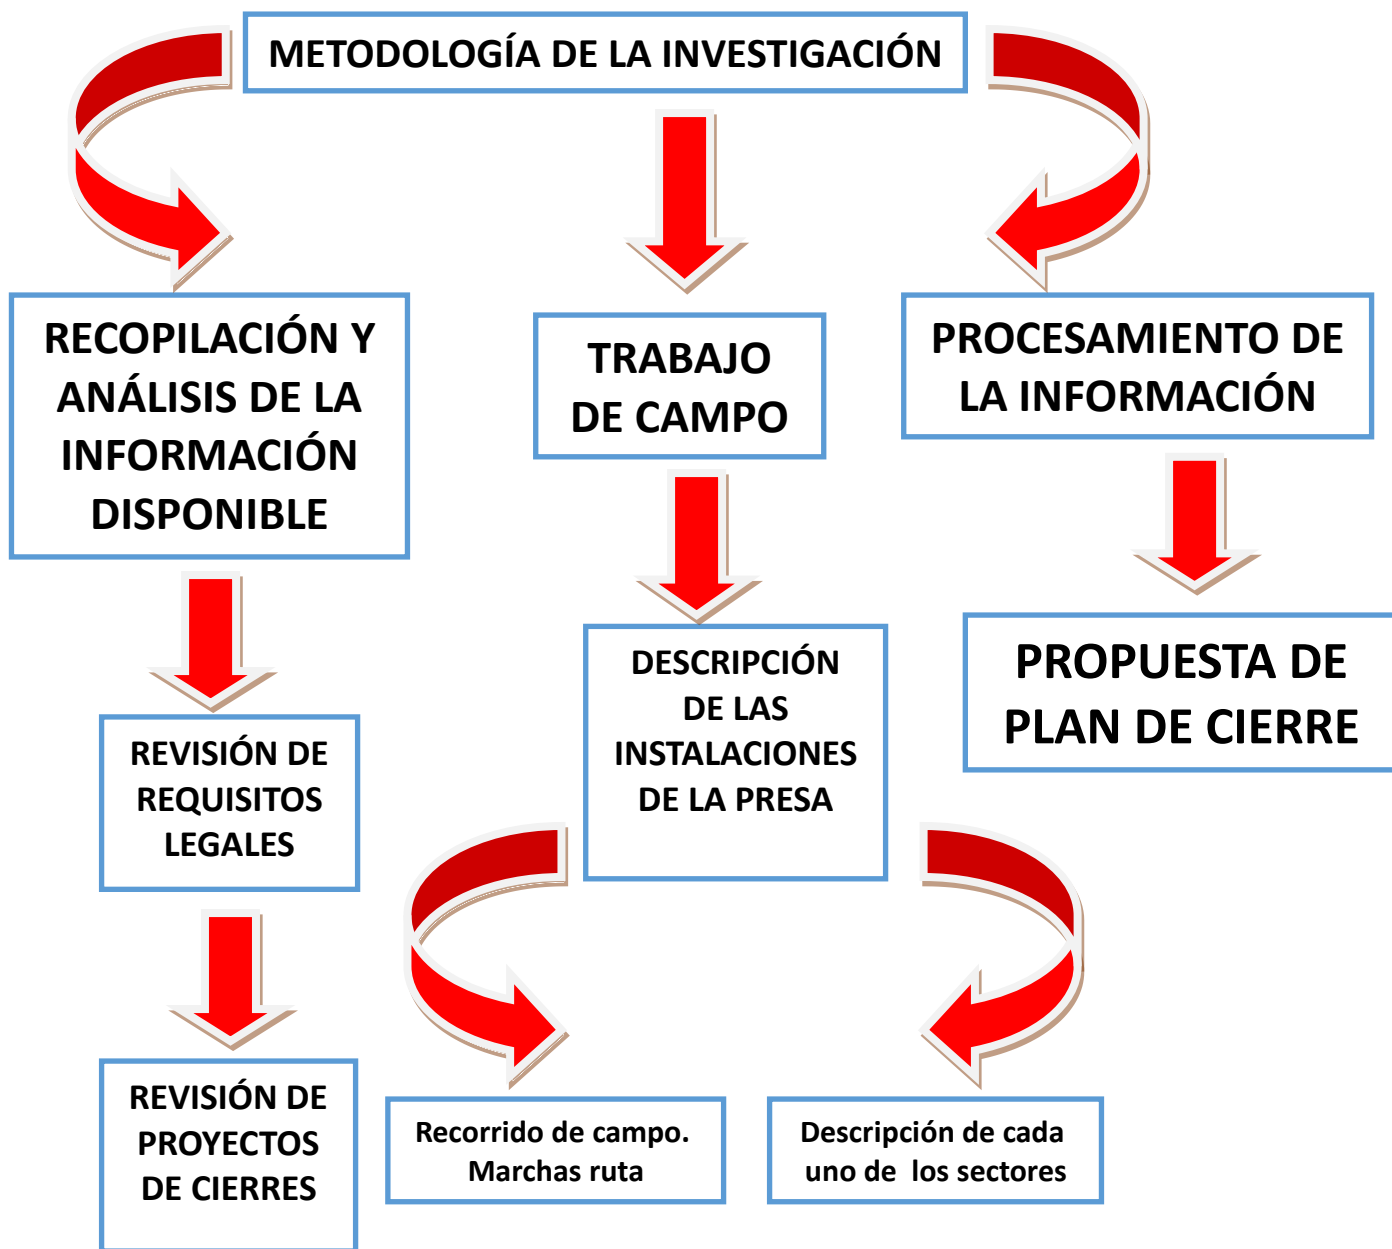 METODOLOGÍA DE LA INVESTIGACIÓN
RECOPILACIÓN Y
ANÁLISIS DE LA
INFORMACIÓN
DISPONIBLE
TRABAJO
DE CAMPO
PROCESAMIENTO DE
LA INFORMACIÓN
REVISIÓN DE
REQUISITOS
LEGALES
DESCRIPCIÓN
DE LAS
INSTALACIONES
DE LA PRESA
PROPUESTA DE
PLAN DE CIERRE
REVISIÓN DE
PROYECTOS
DE CIERRES
Recorrido de campo.
Marchas ruta
Descripción de cada
uno de  los sectores